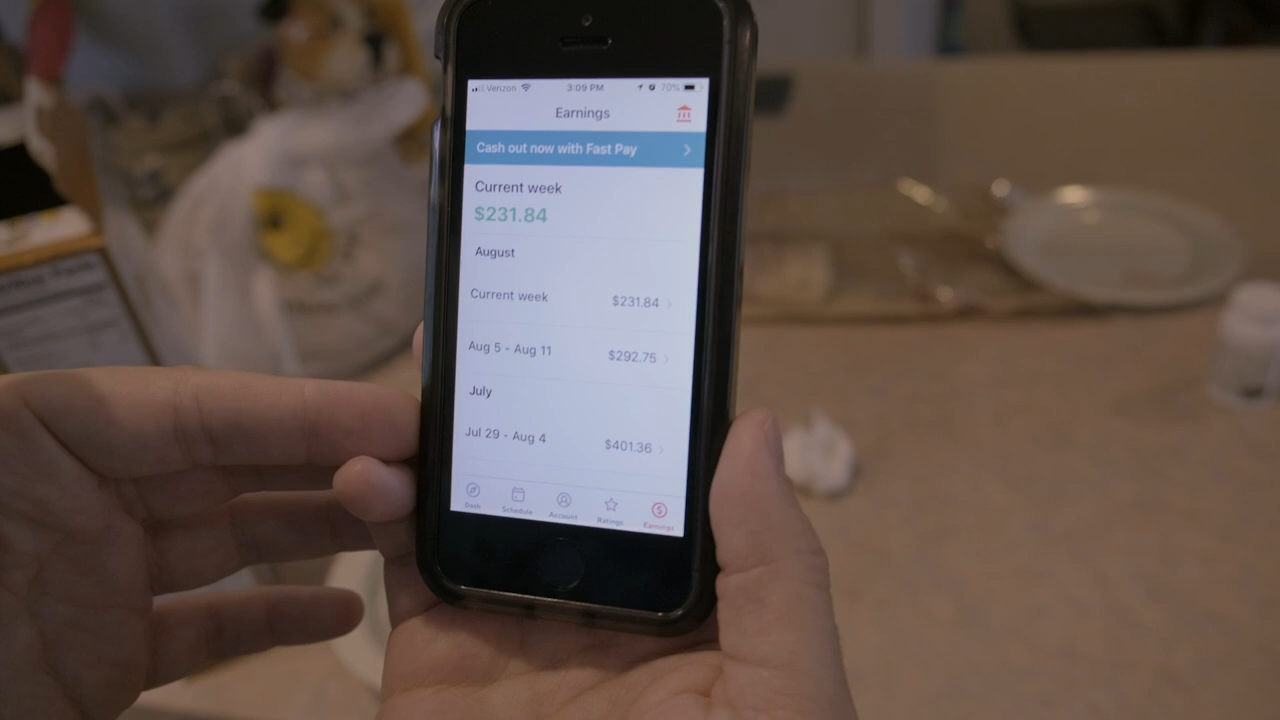 Verizon 3:09 PM 70%
Earnings
Cash out now with Fast Pay
Current week
$231.84
August
Current week $231.84
Aug 5 - Aug 11 $292.75
July
Jul 29 - Aug 4 $401.36
Dash Schedule Account Ratings Earnings